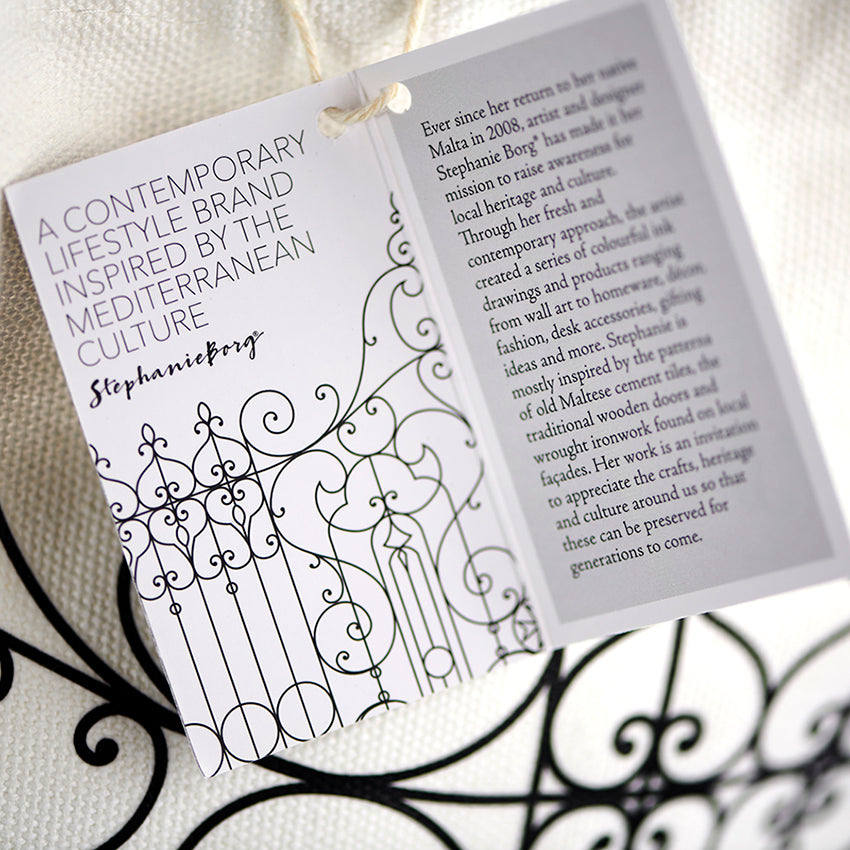 A CONTEMPORARY
LIFESTYLE BRAND
INSPIRED BY THE
MEDITERRANEAN
CULTURE
StephanieBorg®
Ever since her return to her native
Malta in 2008, artist and designer
Stephanie Borg® has made it her
mission to raise awareness for
local heritage and culture.
Through her fresh and
contemporary approach, the artist
created a series of colourful ink
drawings and products ranging
from wall art to homeware, décor,
fashion, desk accessories, gifting
ideas and more. Stephanie is
mostly inspired by the patterns
of old Maltese cement tiles, the
traditional wooden doors and
wrought ironwork found on local
façades. Her work is an invitation
to appreciate the crafts, heritage
and culture around us so that
these can be preserved for
generations to come.